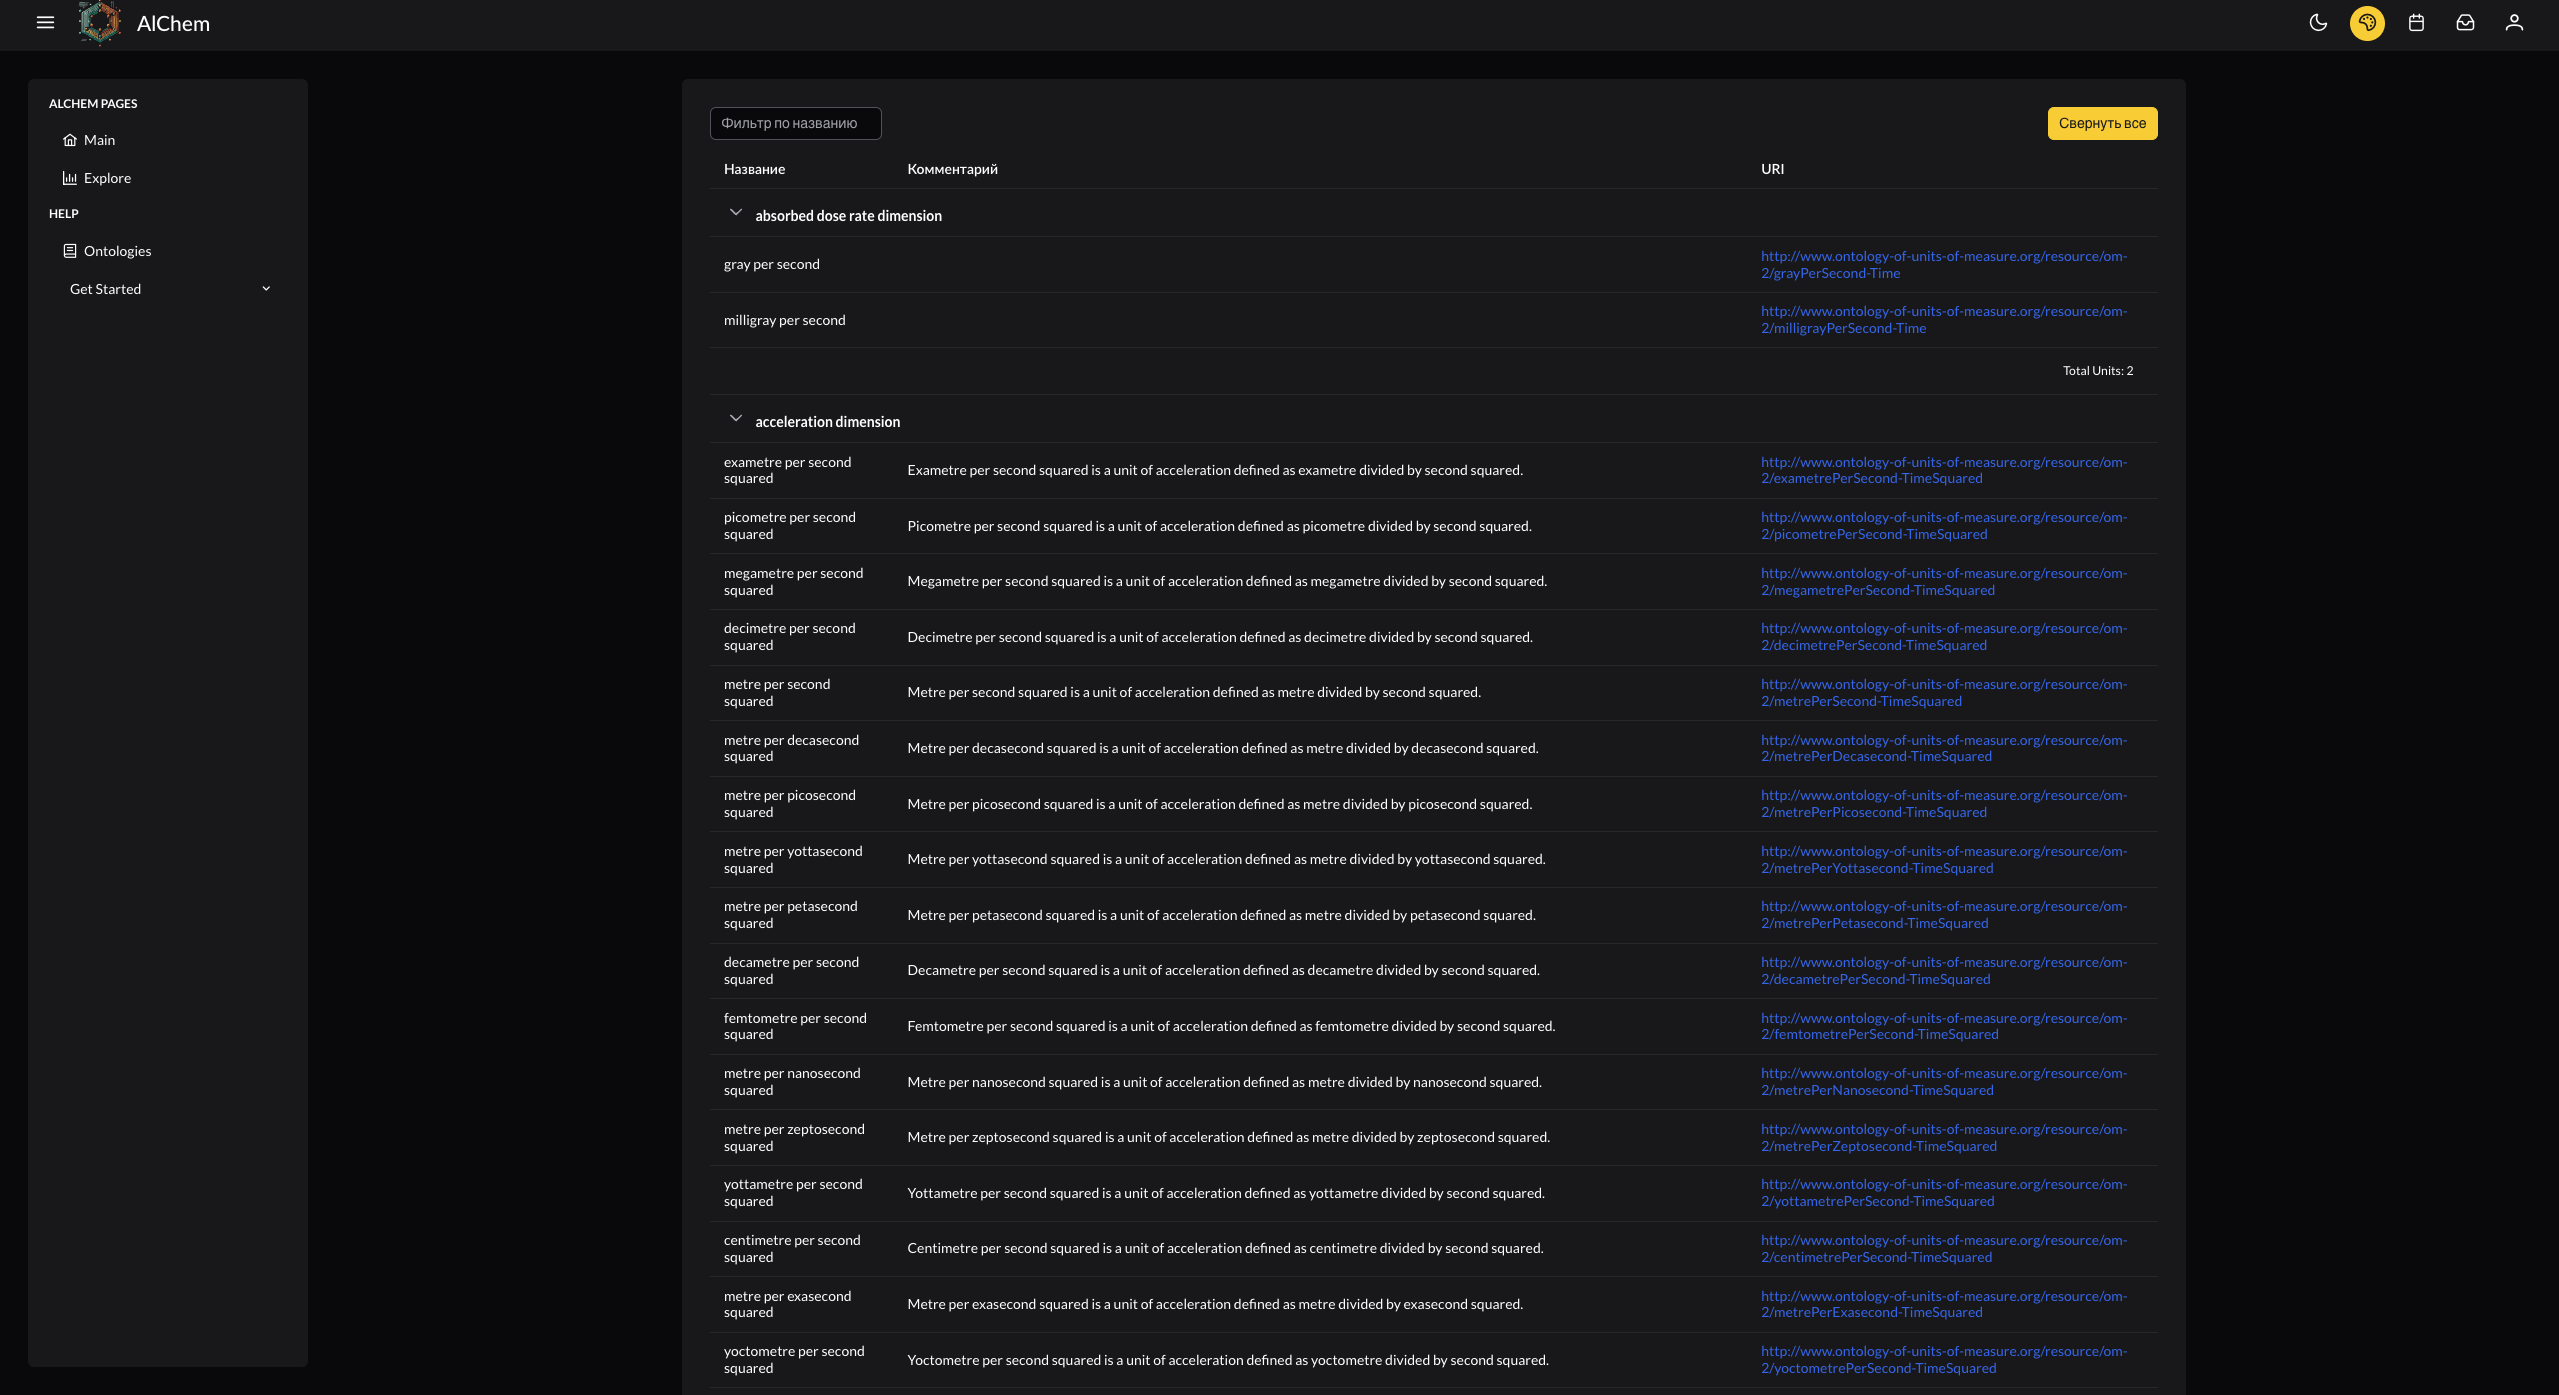 AlChem
ALCHEM PAGES
Main
Explore
HELP
Ontologies
Get Started
Фильтр по названию
Свернуть все
Название Комментарий URI
absorbed dose rate dimension
gray per second http://www.ontology-of-units-of-measure.org/resource/om-
2/grayPerSecond-Time
milligray per second http://www.ontology-of-units-of-measure.org/resource/om-
2/milligrayPerSecond-Time
Total Units: 2
acceleration dimension
exametre per second
squared
Exametre per second squared is a unit of acceleration defined as exametre divided by second squared.
http://www.ontology-of-units-of-measure.org/resource/om-
2/exametrePerSecond-TimeSquared
picometre per second
squared
Picometre per second squared is a unit of acceleration defined as picometre divided by second squared.
http://www.ontology-of-units-of-measure.org/resource/om-
2/picometrePerSecond-TimeSquared
megametre per second
squared
Megametre per second squared is a unit of acceleration defined as megametre divided by second squared.
http://www.ontology-of-units-of-measure.org/resource/om-
2/megametrePerSecond-TimeSquared
decimetre per second
squared
Decimetre per second squared is a unit of acceleration defined as decimetre divided by second squared.
http://www.ontology-of-units-of-measure.org/resource/om-
2/decimetrePerSecond-TimeSquared
metre per second
squared
Metre per second squared is a unit of acceleration defined as metre divided by second squared.
http://www.ontology-of-units-of-measure.org/resource/om-
2/metrePerSecond-TimeSquared
metre per decasecond
squared
Metre per decasecond squared is a unit of acceleration defined as metre divided by decasecond squared.
http://www.ontology-of-units-of-measure.org/resource/om-
2/metrePerDecasecond-TimeSquared
metre per picosecond
squared
Metre per picosecond squared is a unit of acceleration defined as metre divided by picosecond squared.
http://www.ontology-of-units-of-measure.org/resource/om-
2/metrePerPicosecond-TimeSquared
metre per yottasecond
squared
Metre per yottasecond squared is a unit of acceleration defined as metre divided by yottasecond squared.
http://www.ontology-of-units-of-measure.org/resource/om-
2/metrePerYottasecond-TimeSquared
metre per petasecond
squared
Metre per petasecond squared is a unit of acceleration defined as metre divided by petasecond squared.
http://www.ontology-of-units-of-measure.org/resource/om-
2/metrePerPetasecond-TimeSquared
decametre per second
squared
Decametre per second squared is a unit of acceleration defined as decametre divided by second squared.
http://www.ontology-of-units-of-measure.org/resource/om-
2/decametrePerSecond-TimeSquared
femtometre per second
squared
Femtometre per second squared is a unit of acceleration defined as femtometre divided by second squared.
http://www.ontology-of-units-of-measure.org/resource/om-
2/femtometrePerSecond-TimeSquared
metre per nanosecond
squared
Metre per nanosecond squared is a unit of acceleration defined as metre divided by nanosecond squared.
http://www.ontology-of-units-of-measure.org/resource/om-
2/metrePerNanosecond-TimeSquared
metre per zeptosecond
squared
Metre per zeptosecond squared is a unit of acceleration defined as metre divided by zeptosecond squared.
http://www.ontology-of-units-of-measure.org/resource/om-
2/metrePerZeptosecond-TimeSquared
yottametre per second
squared
Yottametre per second squared is a unit of acceleration defined as yottametre divided by second squared.
http://www.ontology-of-units-of-measure.org/resource/om-
2/yottametrePerSecond-TimeSquared
centimetre per second
squared
Centimetre per second squared is a unit of acceleration defined as centimetre divided by second squared.
http://www.ontology-of-units-of-measure.org/resource/om-
2/centimetrePerSecond-TimeSquared
metre per exasecond
squared
Metre per exasecond squared is a unit of acceleration defined as metre divided by exasecond squared.
http://www.ontology-of-units-of-measure.org/resource/om-
2/metrePerExasecond-TimeSquared
yoctometre per second
squared
Yoctometre per second squared is a unit of acceleration defined as yoctometre divided by second squared.
http://www.ontology-of-units-of-measure.org/resource/om-
2/yoctometrePerSecond-TimeSquared